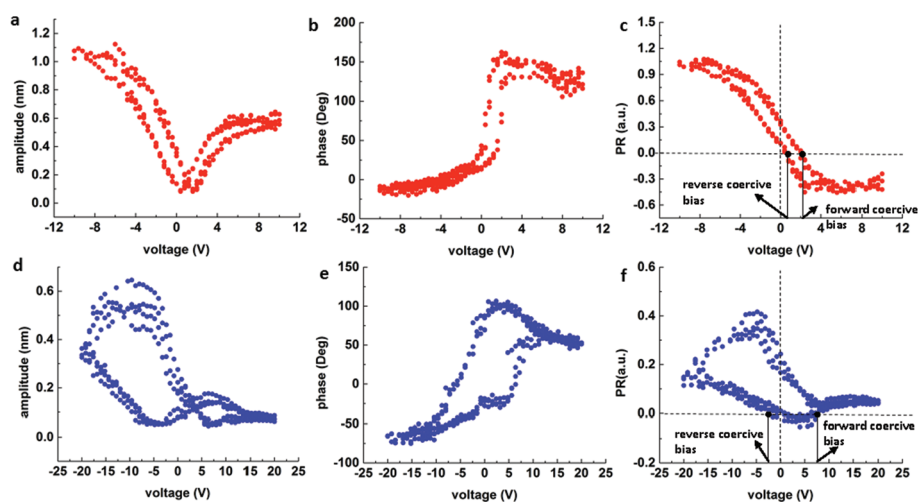 a
1.2
1.0
0.8
0.6
0.4
0.2
0.0
amplitude (nm)
-12 -8 -4 0 4 8 12
voltage (V)
b
200
150
100
50
0
-50
phase (Deg)
-12 -8 -4 0 4 8 12
voltage (V)
c
1.5
1.2
0.9
0.6
0.3
0.0
-0.3
-0.6
PR (a.u.)
reverse coercive
bias
forward coercive
bias
-12 -8 -4 0 4 8 12
voltage (V)
d
0.6
0.4
0.2
0.0
amplitude (nm)
-25 -20 -15 -10 -5 0 5 10 15 20 25
voltage (V)
e
150
100
50
0
-50
-100
phase (Deg)
-25 -20 -15 -10 -5 0 5 10 15 20 25
voltage (V)
f
0.6
0.4
0.2
0.0
-0.2
PR(a.u.)
reverse coercive
bias
forward coercive
bias
-25 -20 -15 -10 -5 0 5 10 15 20 25
voltage (V)